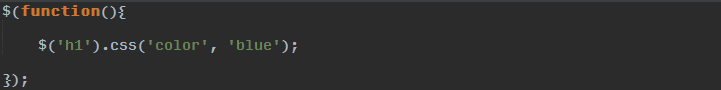 $(function(){
$('h1').css('color', 'blue');
});